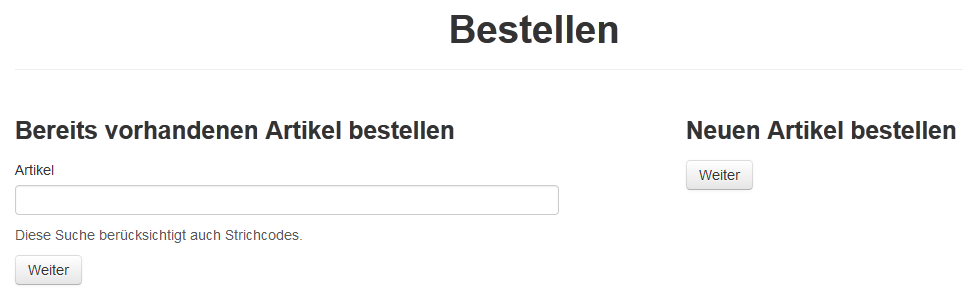 Bestellen
Bereits vorhandenen Artikel bestellen
Artikel
Diese Suche berücksichtigt auch Strichcodes.
Weiter
Neuen Artikel bestellen
Weiter